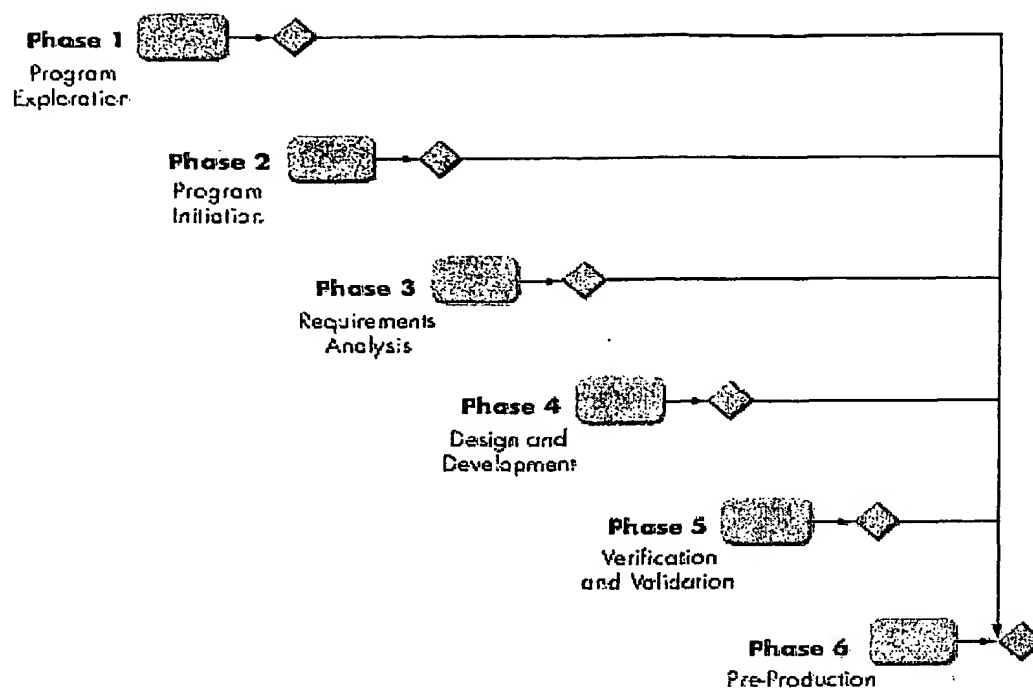 Phase 1
Program
Exploration
Phase 2
Program
Initiation
Phase 3
Requirements
Analysis
Phase 4
Design and
Development
Phase 5
Verification
and Validation
Phase 6
Pre-Production